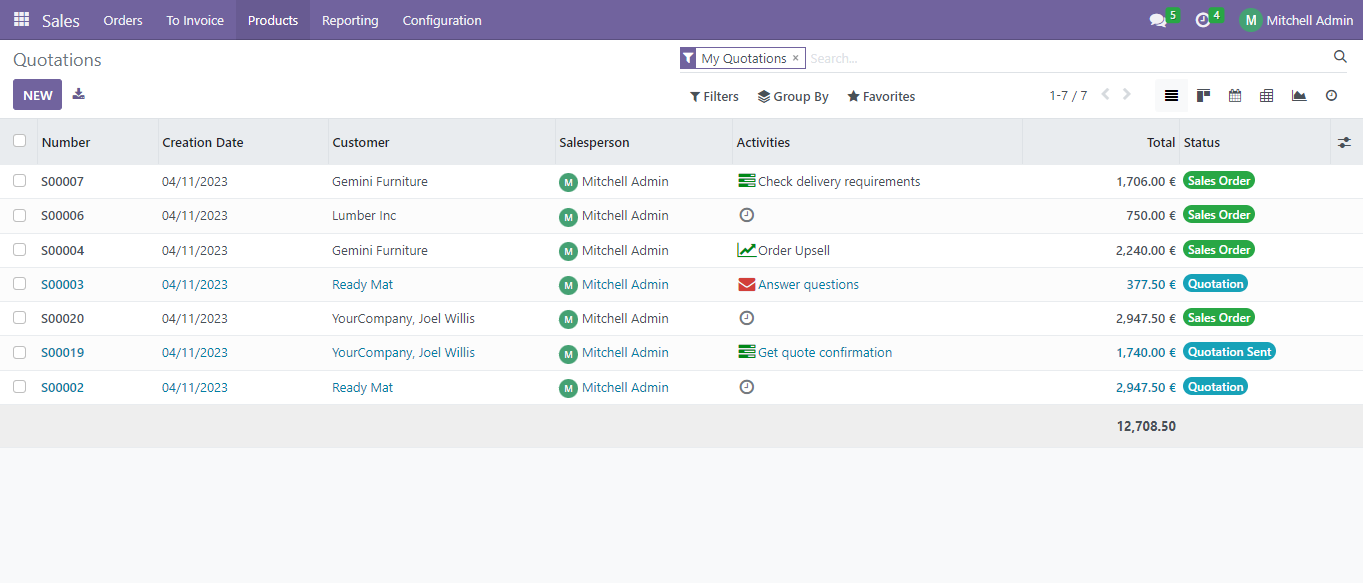 Sales Orders To Invoice Products Reporting Configuration 5 4 M Mitchell Admin
Quotations My Quotations × Search...
NEW Filters Group By Favorites 1-7 / 7
Number Creation Date Customer Salesperson Activities Total Status
S00007 04/11/2023 Gemini Furniture M Mitchell Admin Check delivery requirements 1,706.00 € Sales Order
S00006 04/11/2023 Lumber Inc M Mitchell Admin 750.00 € Sales Order
S00004 04/11/2023 Gemini Furniture M Mitchell Admin Order Upsell 2,240.00 € Sales Order
S00003 04/11/2023 Ready Mat M Mitchell Admin Answer questions 377.50 € Quotation
S00020 04/11/2023 YourCompany, Joel Willis M Mitchell Admin 2,947.50 € Sales Order
S00019 04/11/2023 YourCompany, Joel Willis M Mitchell Admin Get quote confirmation 1,740.00 € Quotation Sent
S00002 04/11/2023 Ready Mat M Mitchell Admin 2,947.50 € Quotation
12,708.50